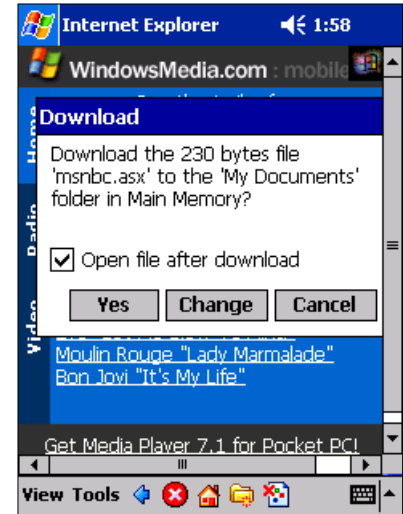 Internet Explorer 1:58
WindowsMedia.com : mobile
Home
Download
Download the 230 bytes file
'msnbc.asx' to the 'My Documents'
folder in Main Memory?
Radio
Open file after download
Yes Change Cancel
Video
Moulin Rouge "Lady Marmalade"
Bon Jovi "It's My Life"
Get Media Player 7.1 for Pocket PC!
View Tools